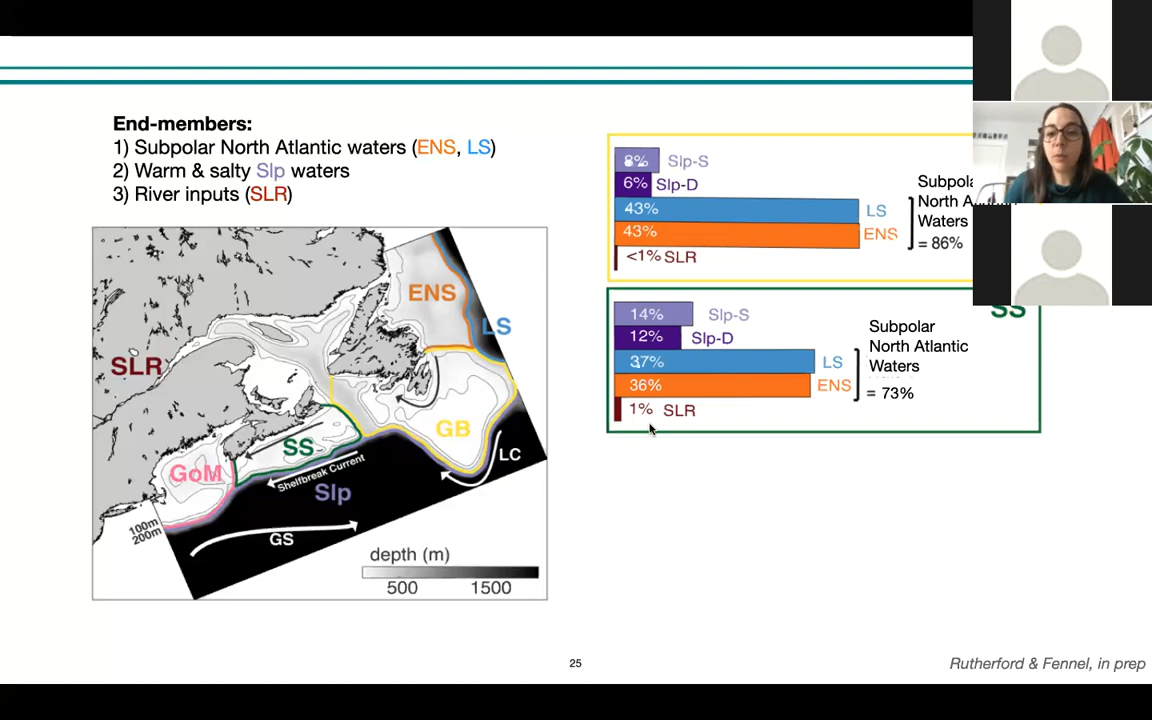 End-members:
1) Subpolar North Atlantic waters (ENS, LS)
2) Warm & salty Slp waters
3) River inputs (SLR)
ENS
LS
SLR
GB
SS
GoM
LC
Shelfbreak Current
Slp
100m
200m
GS
depth (m)
500 1500
8% Slp-S
6% Slp-D
43% LS
43% ENS
<1% SLR
North
Waters
= 86%
SS
14% Slp-S
12% Slp-D
37% LS
36% ENS
1% SLR
Subpolar
North Atlantic
Waters
= 73%
25
Rutherford & Fennel, in prep